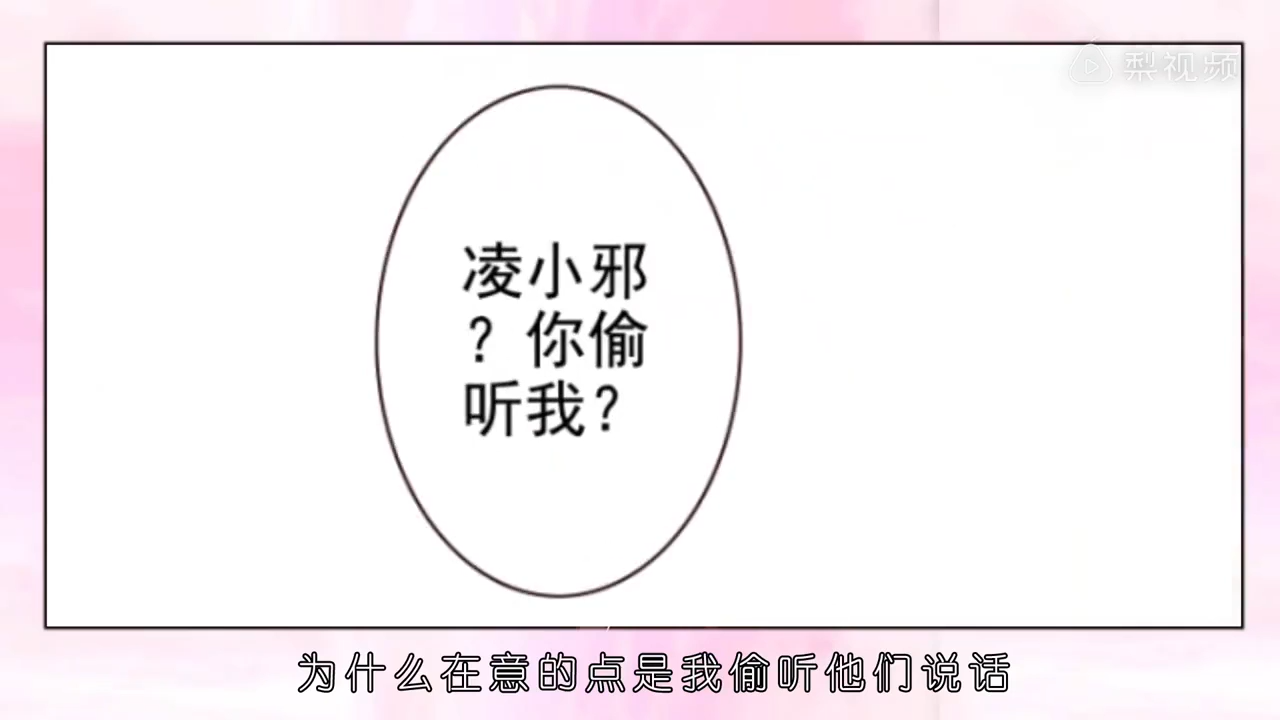 梨视频
凌小邪
？你偷
听我？
为什么在意的点是我偷听他们说话